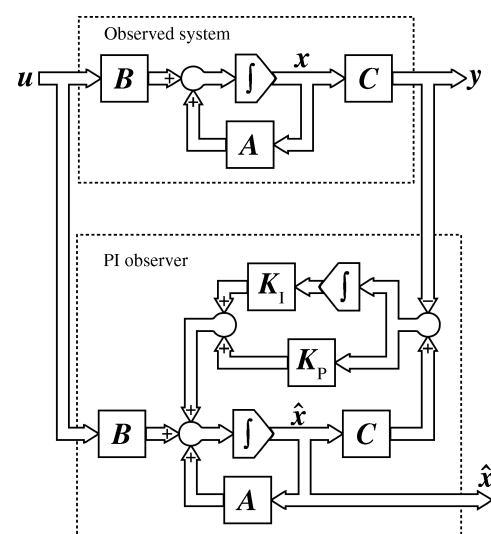 Observed system
u B + ∫ x C y
+
A
PI observer
K_I ∫
+ −
+ +
K_P
+
B + ∫ x̂ C
+
A x̂